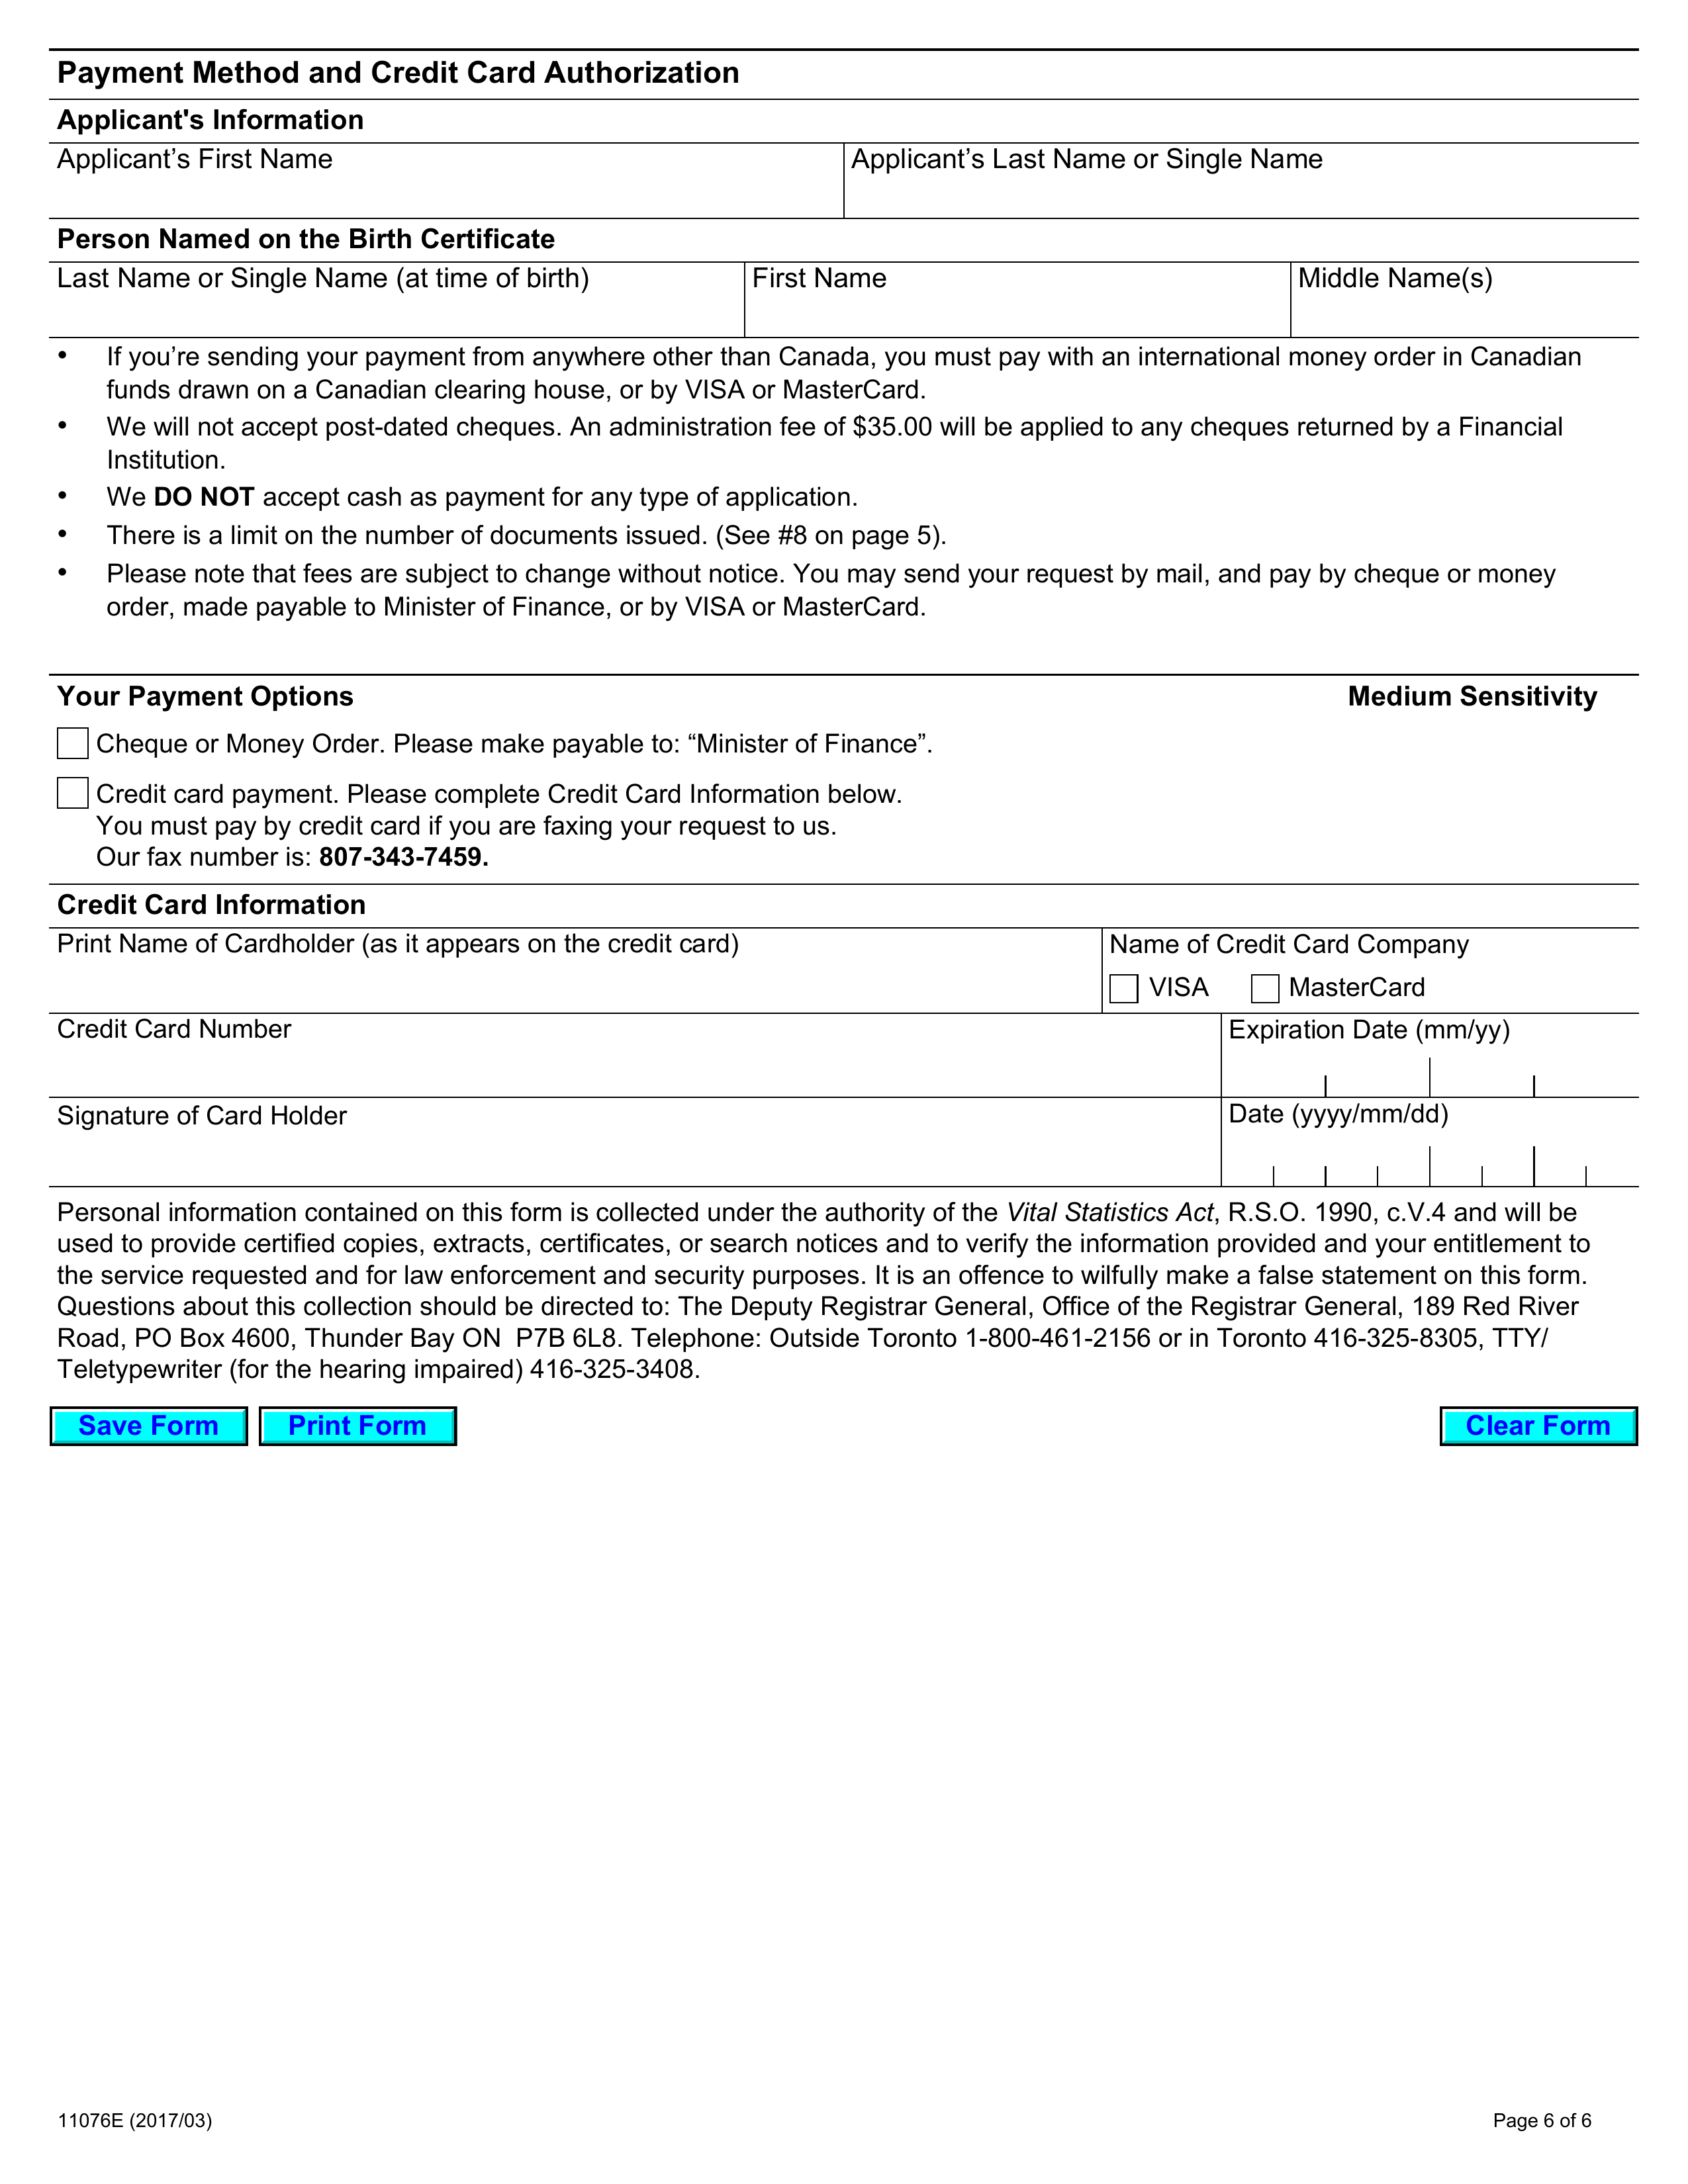 Payment Method and Credit Card Authorization
Applicant's Information
Applicant’s First Name
Applicant’s Last Name or Single Name
Person Named on the Birth Certificate
Last Name or Single Name (at time of birth)
First Name
Middle Name(s)
• If you’re sending your payment from anywhere other than Canada, you must pay with an international money order in Canadian
funds drawn on a Canadian clearing house, or by VISA or MasterCard.
• We will not accept post-dated cheques. An administration fee of $35.00 will be applied to any cheques returned by a Financial
Institution.
• We DO NOT accept cash as payment for any type of application.
• There is a limit on the number of documents issued. (See #8 on page 5).
• Please note that fees are subject to change without notice. You may send your request by mail, and pay by cheque or money
order, made payable to Minister of Finance, or by VISA or MasterCard.
Your Payment Options
Medium Sensitivity
Cheque or Money Order. Please make payable to: “Minister of Finance”.
Credit card payment. Please complete Credit Card Information below.
You must pay by credit card if you are faxing your request to us.
Our fax number is: 807-343-7459.
Credit Card Information
Print Name of Cardholder (as it appears on the credit card)
Name of Credit Card Company
VISA
MasterCard
Credit Card Number
Expiration Date (mm/yy)
Signature of Card Holder
Date (yyyy/mm/dd)
Personal information contained on this form is collected under the authority of the Vital Statistics Act, R.S.O. 1990, c.V.4 and will be
used to provide certified copies, extracts, certificates, or search notices and to verify the information provided and your entitlement to
the service requested and for law enforcement and security purposes. It is an offence to wilfully make a false statement on this form.
Questions about this collection should be directed to: The Deputy Registrar General, Office of the Registrar General, 189 Red River
Road, PO Box 4600, Thunder Bay ON  P7B 6L8. Telephone: Outside Toronto 1-800-461-2156 or in Toronto 416-325-8305, TTY/
Teletypewriter (for the hearing impaired) 416-325-3408.
Save Form
Print Form
Clear Form
11076E (2017/03)
Page 6 of 6